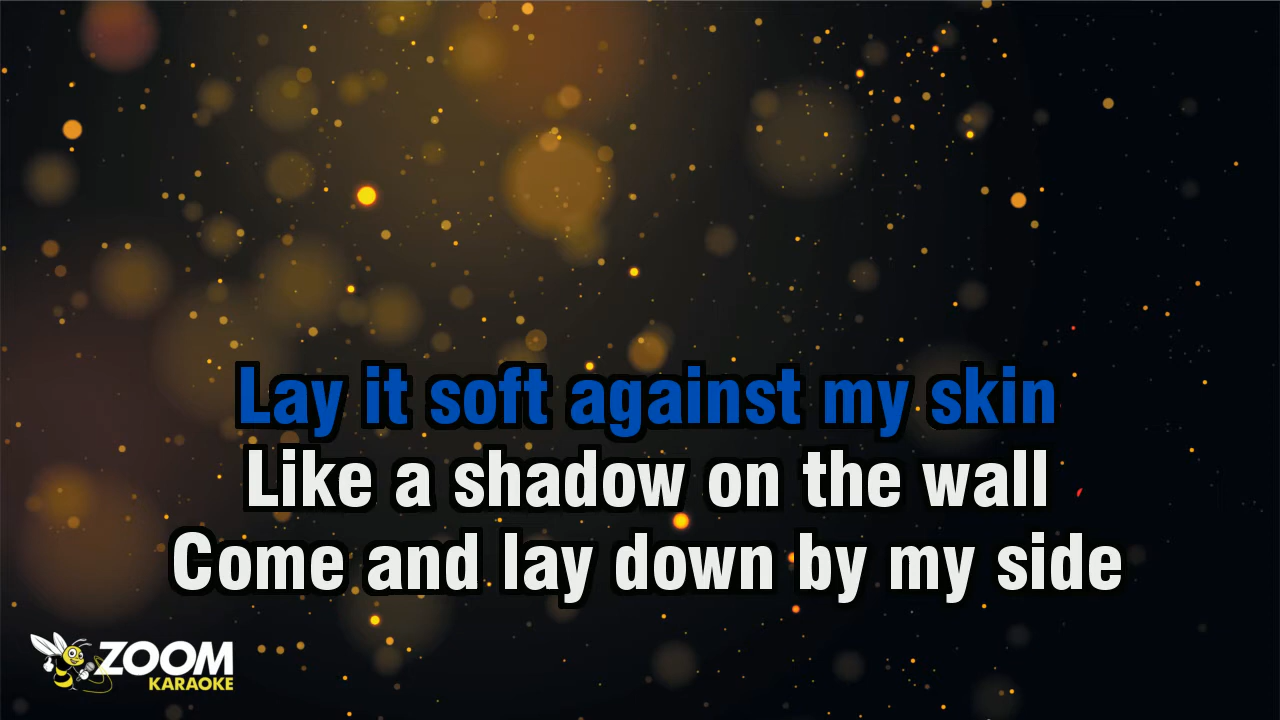 Lay it soft against my skin
Like a shadow on the wall
Come and lay down by my side
ZOOM
KARAOKE